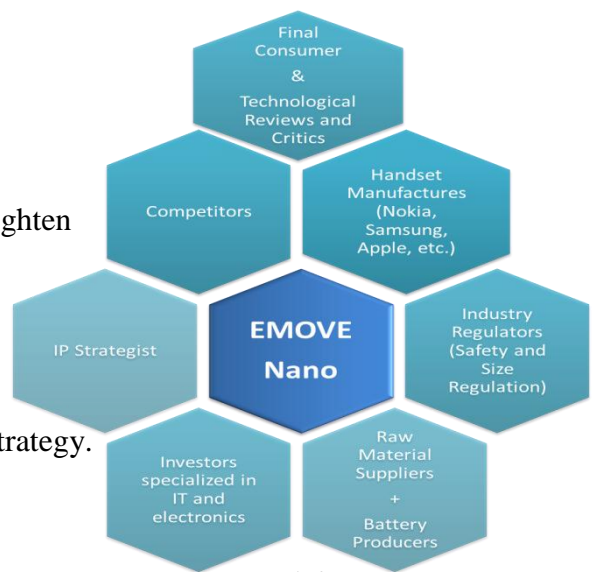 Final
Consumer
&
Technological
Reviews and
Critics
Competitors
Handset
Manufactures
(Nokia,
Samsung,
Apple, etc.)
ghten
IP Strategist
EMOVE
Nano
Industry
Regulators
(Safety and
Size
Regulation)
trategy.
Investors
specialized in
IT and
electronics
Raw
Material
Suppliers
+
Battery
Producers